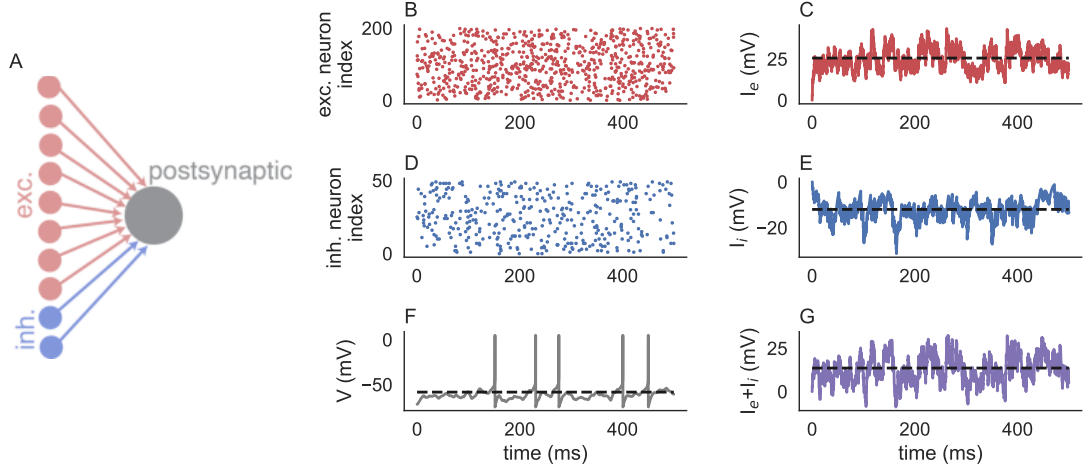 A
exc.
inh.
postsynaptic
B
exc. neuron
index
200
0
0
200
400
C
I_e (mV)
25
0
0
200
400
D
inh. neuron
index
50
0
0
200
400
E
I_i (mV)
0
−20
0
200
400
F
V (mV)
0
−50
0
200
400
time (ms)
G
I_e+I_i (mV)
25
0
0
200
400
time (ms)